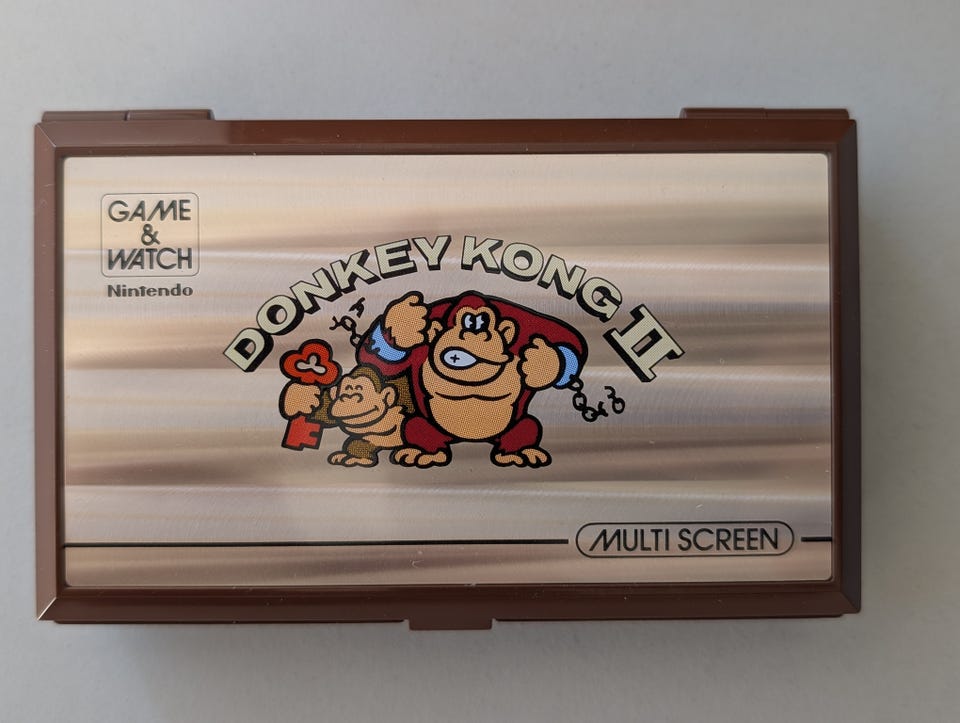 GAME
&
WATCH
Nintendo
DONKEY KONG II
MULTI SCREEN